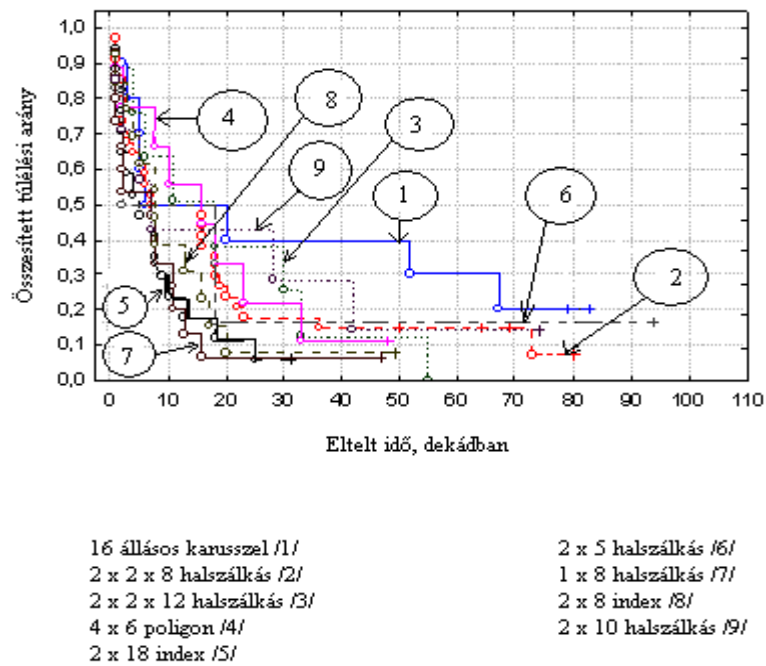 Összesített túlélési arány
1,0
0,9
0,8
0,7
0,6
0,5
0,4
0,3
0,2
0,1
0,0
4
8
3
9
1
6
2
5
7
0 10 20 30 40 50 60 70 80 90 100 110
Eltelt idő, dekádban
16 állásos karusszel /1/
2 x 2 x 8 halszálkás /2/
2 x 2 x 12 halszálkás /3/
4 x 6 poligon /4/
2 x 18 index /5/
2 x 5 halszálkás /6/
1 x 8 halszálkás /7/
2 x 8 index /8/
2 x 10 halszálkás /9/